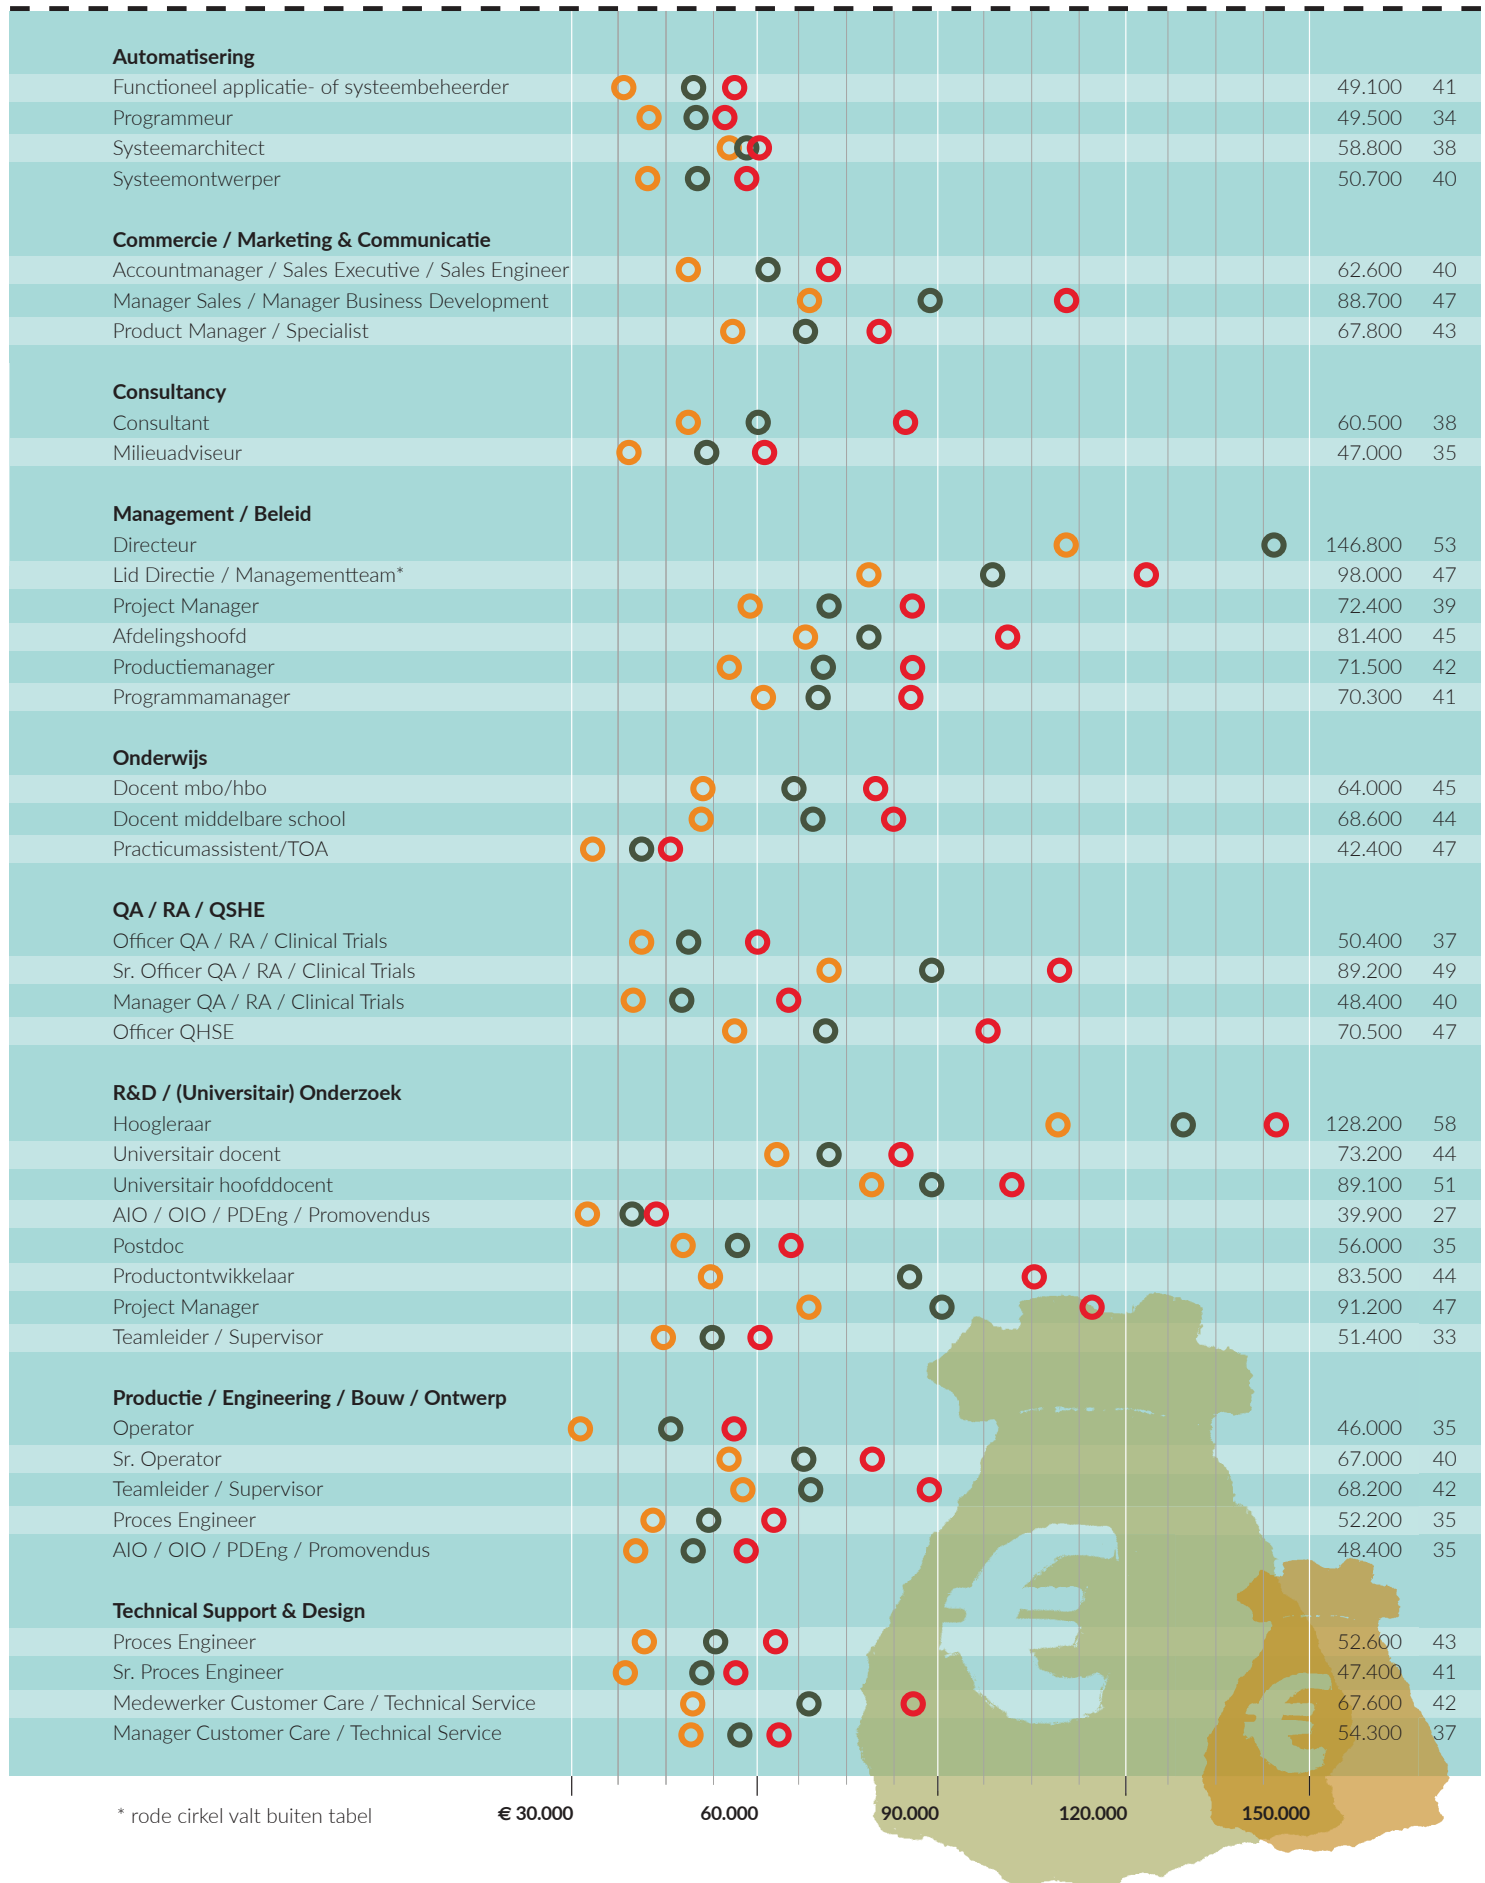 Automatisering
Functioneel applicatie- of systeembeheerder 49.100 41
Programmeur 49.500 34
Systeemarchitect 58.800 38
Systeemontwerper 50.700 40
Commercie / Marketing & Communicatie
Accountmanager / Sales Executive / Sales Engineer 62.600 40
Manager Sales / Manager Business Development 88.700 47
Product Manager / Specialist 67.800 43
Consultancy
Consultant 60.500 38
Milieuadviseur 47.000 35
Management / Beleid
Directeur 146.800 53
Lid Directie / Managementteam* 98.000 47
Project Manager 72.400 39
Afdelingshoofd 81.400 45
Productiemanager 71.500 42
Programmamanager 70.300 41
Onderwijs
Docent mbo/hbo 64.000 45
Docent middelbare school 68.600 44
Practicumassistent/TOA 42.400 47
QA / RA / QSHE
Officer QA / RA / Clinical Trials 50.400 37
Sr. Officer QA / RA / Clinical Trials 89.200 49
Manager QA / RA / Clinical Trials 48.400 40
Officer QHSE 70.500 47
R&D / (Universitair) Onderzoek
Hoogleraar 128.200 58
Universitair docent 73.200 44
Universitair hoofddocent 89.100 51
AIO / OIO / PDEng / Promovendus 39.900 27
Postdoc 56.000 35
Productontwikkelaar 83.500 44
Project Manager 91.200 47
Teamleider / Supervisor 51.400 33
Productie / Engineering / Bouw / Ontwerp
Operator 46.000 35
Sr. Operator 67.000 40
Teamleider / Supervisor 68.200 42
Proces Engineer 52.200 35
AIO / OIO / PDEng / Promovendus 48.400 35
Technical Support & Design
Proces Engineer 52.600 43
Sr. Proces Engineer 47.400 41
Medewerker Customer Care / Technical Service 67.600 42
Manager Customer Care / Technical Service 54.300 37
* rode cirkel valt buiten tabel € 30.000 60.000 90.000 120.000 150.000
€
€